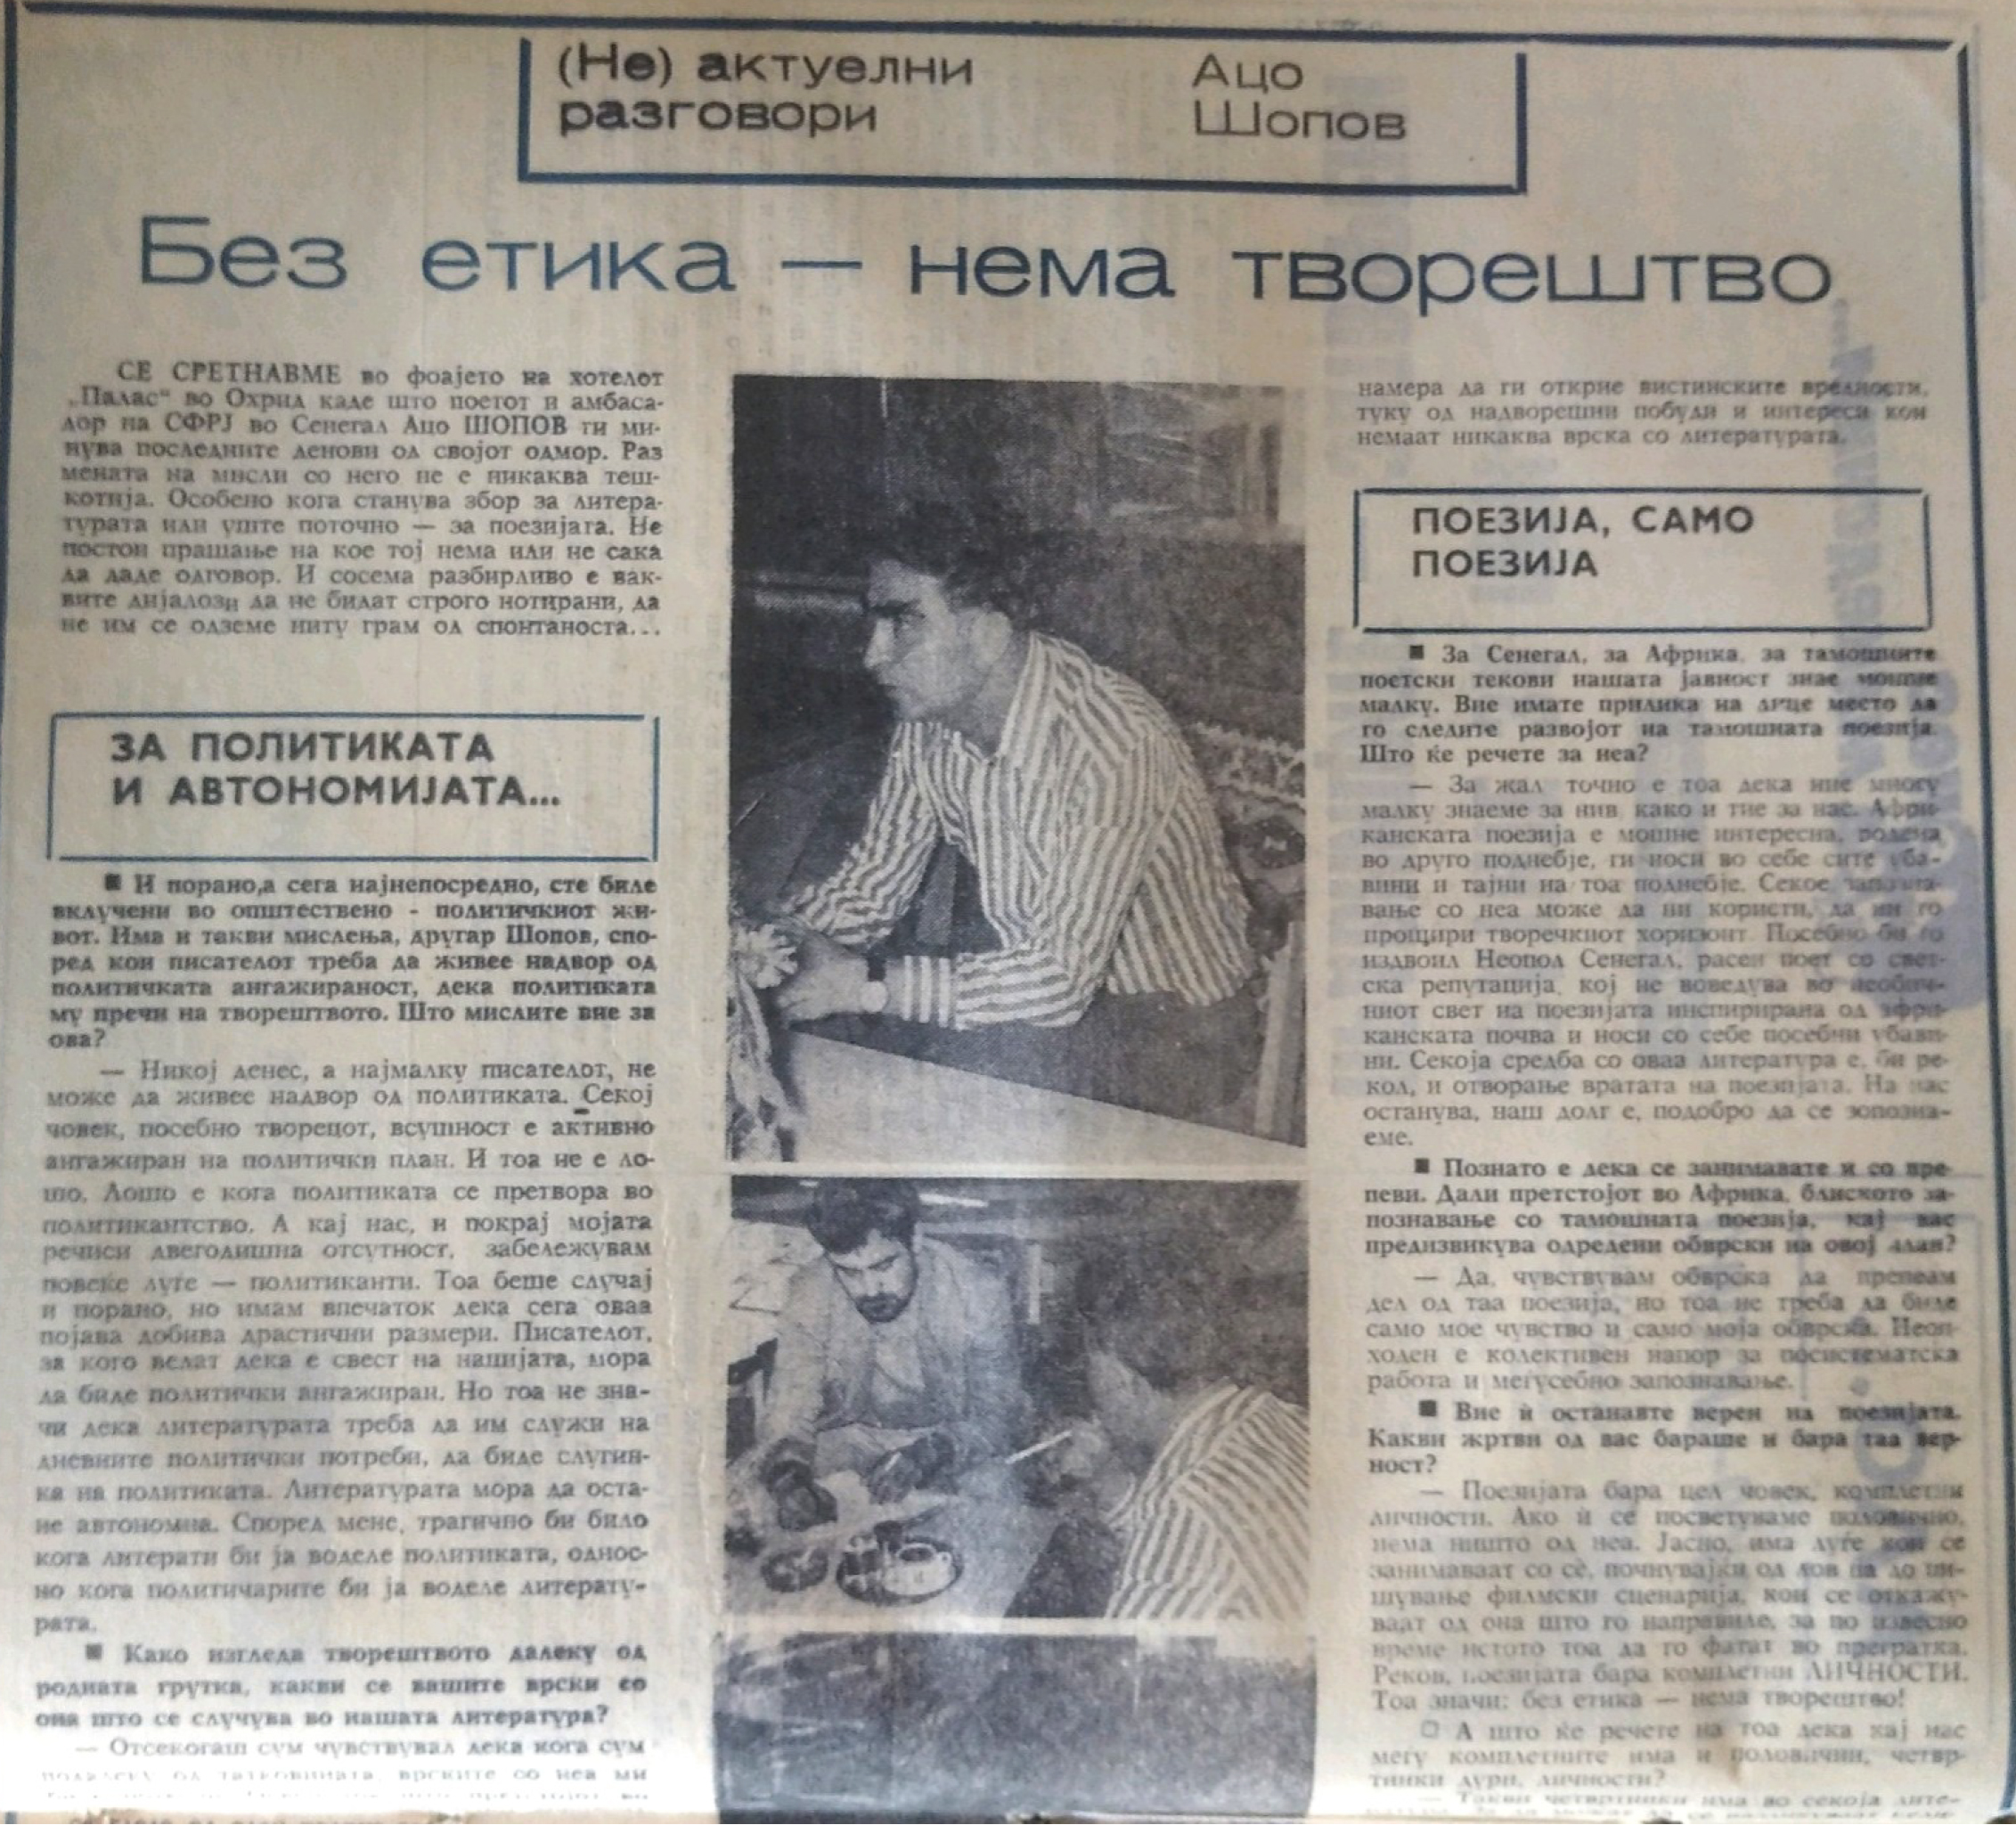 (Не) актуелни
разговори
Ацо
Шопов
Без етика — нема творештво
СЕ СРЕТНАВМЕ во фоајето на хотелот
„Палас“ во Охрид каде што поетот и амбаса-
дор на СФРЈ во Сенегал Ацо ШОПОВ ги ми-
нува последните денови од својот одмор. Раз
мената на мисли со него не е никаква теш-
котија. Особено кога станува збор за литера-
турата или уште поточно — за поезијата. Не
постои прашање на кое тој нема или не сака
да даде одговор. И сосема разбирливо е вак-
вите дијалози да не бидат строго нотирани, да
не им се одземе ниту грам од спонтаноста...
ЗА ПОЛИТИКАТА
И АВТОНОМИЈАТА...
■ И порано,а сега најнепосредно, сте биле
вклучени во општествено - политичкиот жи-
вот. Има и такви мислења, другар Шопов, спо-
ред кои писателот треба да живее надвор од
политичката ангажираност, дека политиката
му пречи на творештвото. Што мислите вие за
ова?
— Никој денес, а најмалку писателот, не
може да живее надвор од политиката. Секој
човек, посебно творецот, всушност е активно
ангажиран на политички план. И тоа не е ло-
шо. Лошо е кога политиката се претвора во
политикантство. А кај нас, и покрај мојата
речиси двегодишна отсутност, забележувам
повеќе луѓе — политиканти. Тоа беше случај
и порано, но имам впечаток дека сега оваа
појава добива драстични размери. Писателот,
за кого велат дека е свест на нацијата, мора
да биде политички ангажиран. Но тоа не зна-
чи дека литературата треба да им служи на
дневните политички потреби, да биде слугин-
ка на политиката. Литературата мора да оста-
не автономна. Според мене, трагично би било
кога литерати би ја воделе политиката, однос-
но кога политичарите би ја воделе литерату-
рата.
■ Како изгледа творештвото далеку од
родната грутка, какви се вашите врски со
она што се случува во нашата литература?
— Отсекогаш сум чувствувал дека кога сум
подалеку од татковината, врските со неа ми
намера да ги открие вистинските вредности,
туку од надворешни побуди и интереси кои
немаат никаква врска со литературата.
ПОЕЗИЈА, САМО
ПОЕЗИЈА
■ За Сенегал, за Африка, за тамошните
поетски текови нашата јавност знае мошне
малку. Вие имате прилика на лице место да
го следите развојот на тамошната поезија.
Што ќе речете за неа?
— За жал точно е тоа дека ние многу
малку знаеме за нив, како и тие за нас. Афри-
канската поезија е мошне интересна, родена
во друго поднебје, ги носи во себе сите уба-
вини и тајни на тоа поднебје. Секое запозна-
вање со неа може да ни користи, да ни го
прошири творечкиот хоризонт. Посебно би го
издвоил Неопол Сенегал, расен поет со свет-
ска репутација, кој не воведува во необич-
ниот свет на поезијата инспирирана од афри-
канската почва и носи со себе посебни убави-
ни. Секоја средба со оваа литература е, би ре-
кол, и отворање вратата на поезијата. На нас
останува, наш долг е, подобро да се зопозна-
еме.
■ Познато е дека се занимавате и со пре-
певи. Дали претстојот во Африка, блиското за-
познавање со тамошната поезија, кај вас
предизвикува одредени обврски на овој план?
— Да, чувствувам обврска да препеам
дел од таа поезија, но тоа не треба да биде
само мое чувство и само моја обврска. Неоп-
ходен е колективен напор за посистематска
работа и меѓусебно запознавање.
■ Вие ѝ останавте верен на поезијата.
Какви жртви од вас бараше и бара таа вер-
ност?
— Поезијата бара цел човек, комплетни
личности. Ако ѝ се посветуваме половично,
нема ништо од неа. Јасно, има луѓе кои се
занимаваат со сѐ, почнувајќи од лов па до пи-
шување филмски сценарија, кои се откажу-
ваат од она што го направиле, за по извесно
време истото тоа да го фатат во прегратка.
Реков, поезијата бара комплетни ЛИЧНОСТИ.
Тоа значи: без етика — нема творештво!
□ А што ќе речете на тоа дека кај нас
меѓу комплетните има и половични, четвр-
тинки дури, личности?
— Такви четвртинки има во секоја лите-